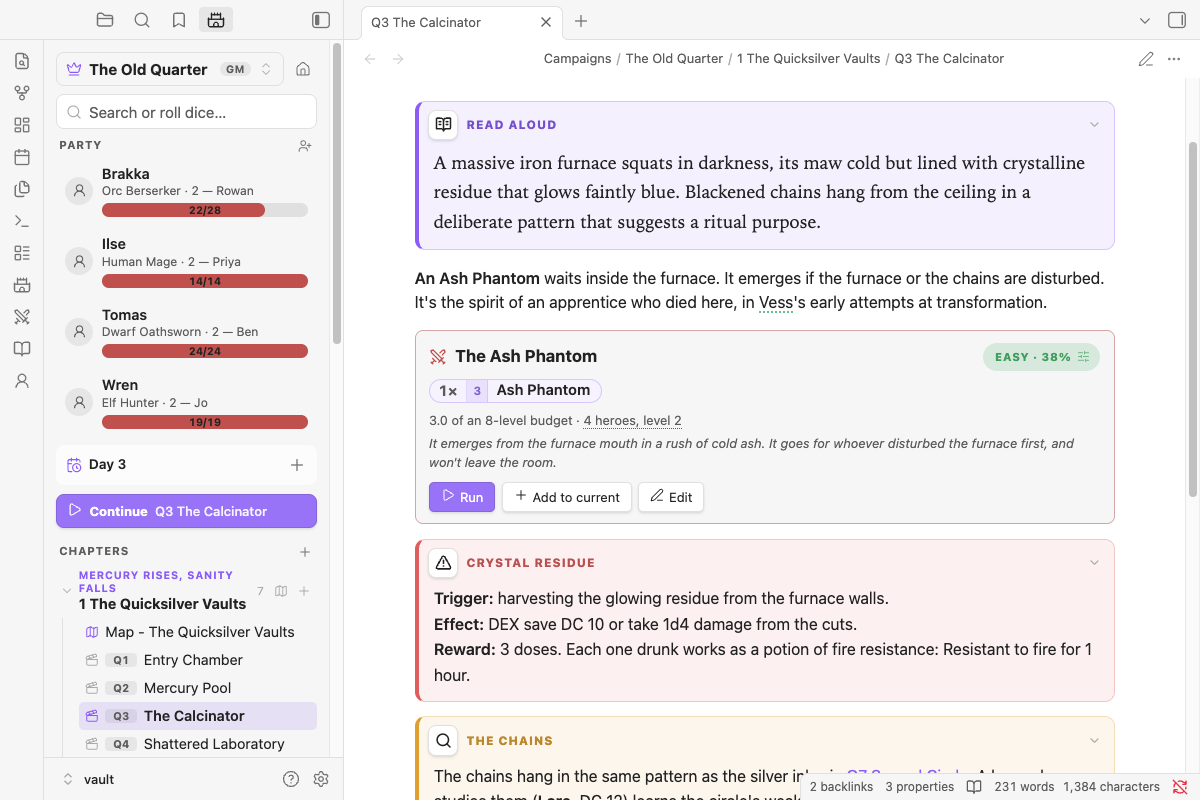 Q3 The Calcinator
The Old Quarter GM
Search or roll dice...
PARTY
Brakka
Orc Berserker · 2 — Rowan
22/28
Ilse
Human Mage · 2 — Priya
14/14
Tomas
Dwarf Oathsworn · 2 — Ben
24/24
Wren
Elf Hunter · 2 — Jo
19/19
Day 3
Continue Q3 The Calcinator
CHAPTERS
MERCURY RISES, SANITY
FALLS
7
1 The Quicksilver Vaults
Map - The Quicksilver Vaults
Q1 Entry Chamber
Q2 Mercury Pool
Q3 The Calcinator
Q4 Shattered Laboratory
vault
Campaigns / The Old Quarter / 1 The Quicksilver Vaults / Q3 The Calcinator
READ ALOUD
A massive iron furnace squats in darkness, its maw cold but lined with crystalline
residue that glows faintly blue. Blackened chains hang from the ceiling in a
deliberate pattern that suggests a ritual purpose.
An Ash Phantom waits inside the furnace. It emerges if the furnace or the chains are disturbed.
It's the spirit of an apprentice who died here, in Vess's early attempts at transformation.
The Ash Phantom
EASY · 38%
1× 3 Ash Phantom
3.0 of an 8-level budget · 4 heroes, level 2
It emerges from the furnace mouth in a rush of cold ash. It goes for whoever disturbed the furnace first, and
won't leave the room.
Run
Add to current
Edit
CRYSTAL RESIDUE
Trigger: harvesting the glowing residue from the furnace walls.
Effect: DEX save DC 10 or take 1d4 damage from the cuts.
Reward: 3 doses. Each one drunk works as a potion of fire resistance: Resistant to fire for 1
hour.
THE CHAINS
The chains hang in the same pattern as the silver
2 backlinks 3 properties 231 words 1,384 characters